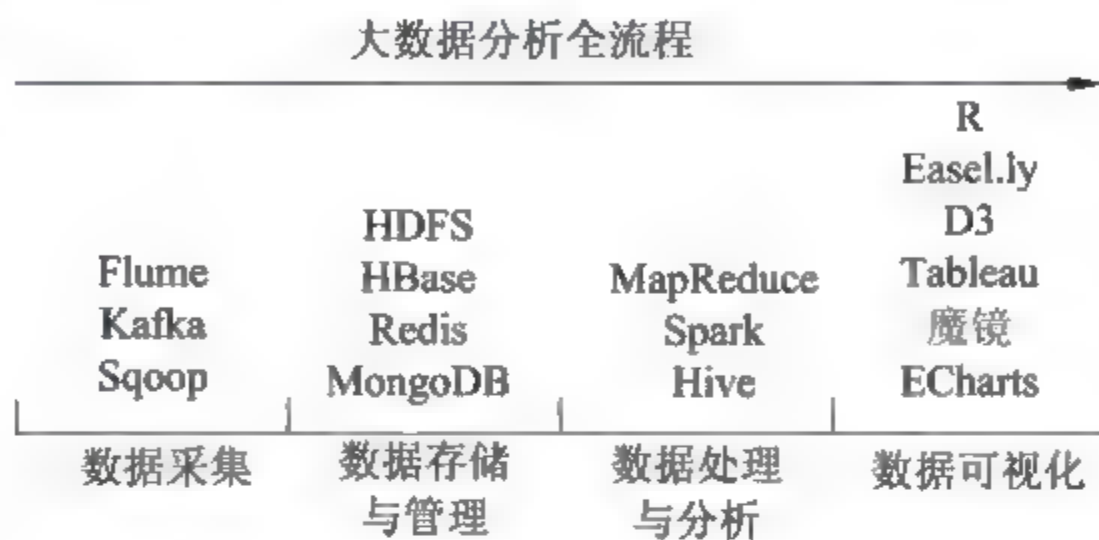 大数据分析全流程
Flume
Kafka
Sqoop
数据采集
HDFS
HBase
Redis
MongoDB
数据存储
与管理
MapReduce
Spark
Hive
数据处理
与分析
R
Easel.ly
D3
Tableau
魔镜
ECharts
数据可视化